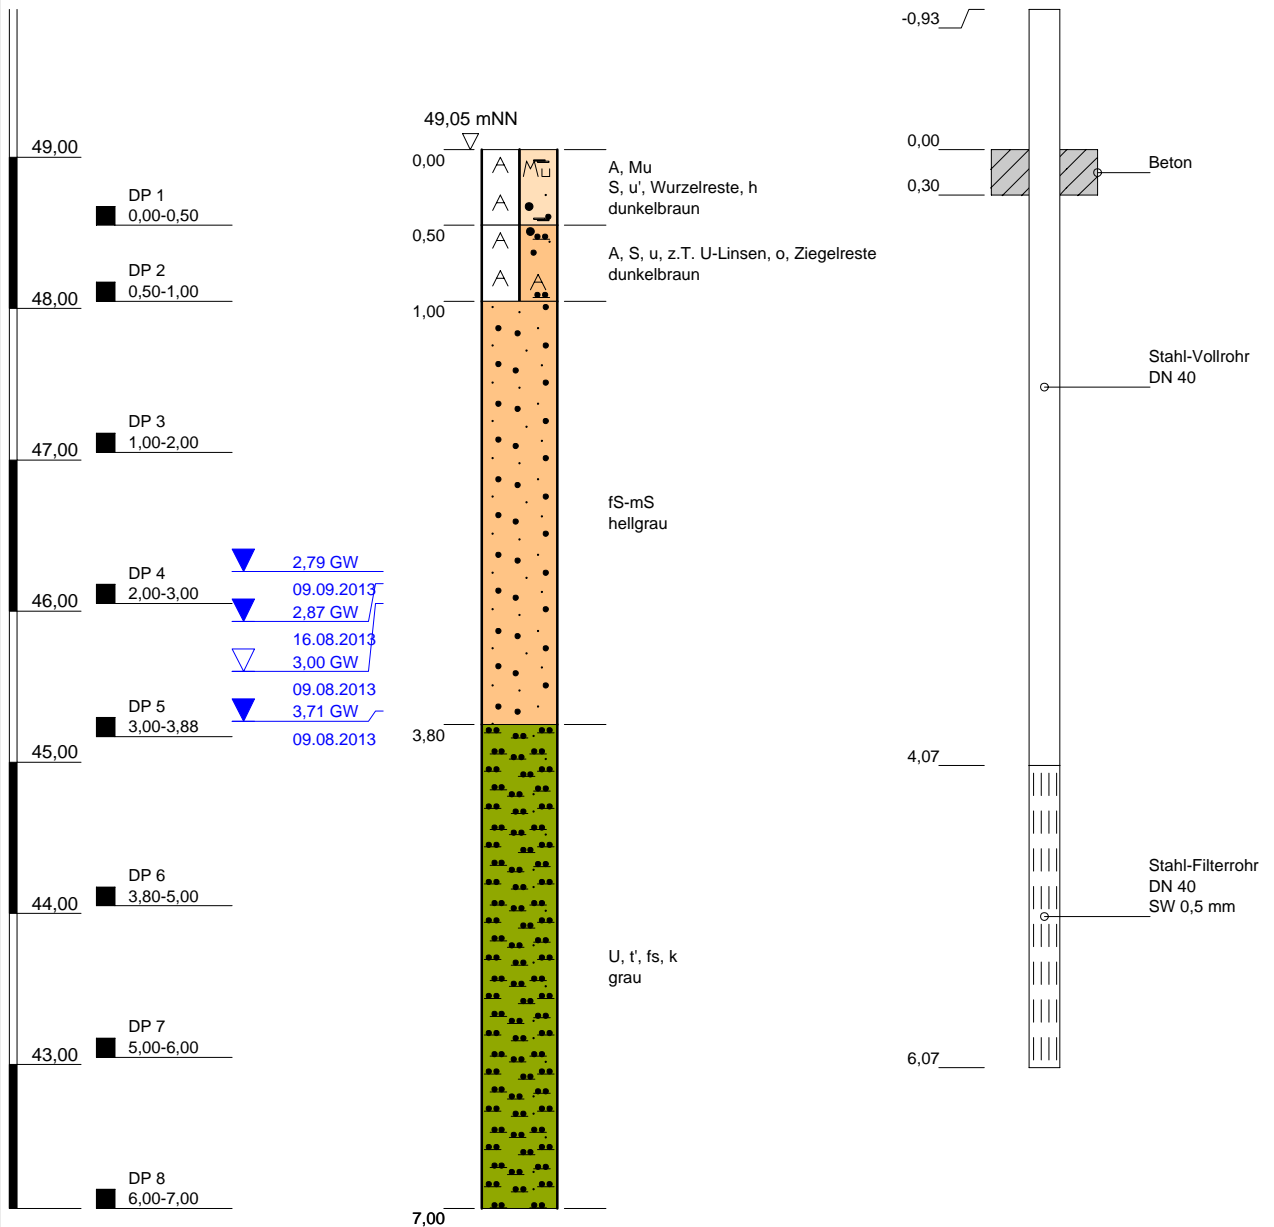 49,00
48,00
47,00
46,00
45,00
44,00
43,00
DP 1
0,00-0,50
DP 2
0,50-1,00
DP 3
1,00-2,00
DP 4
2,00-3,00
DP 5
3,00-3,88
DP 6
3,80-5,00
DP 7
5,00-6,00
DP 8
6,00-7,00
2,79 GW
09.09.2013
2,87 GW
16.08.2013
3,00 GW
09.08.2013
3,71 GW
09.08.2013
49,05 mNN
0,00
0,50
1,00
3,80
7,00
A
Mu
A
A
A
A
A, Mu
S, u', Wurzelreste, h
dunkelbraun
A, S, u, z.T. U-Linsen, o, Ziegelreste
dunkelbraun
fS-mS
hellgrau
U, t', fs, k
grau
-0,93
0,00
0,30
4,07
6,07
Beton
Stahl-Vollrohr
DN 40
Stahl-Filterrohr
DN 40
SW 0,5 mm